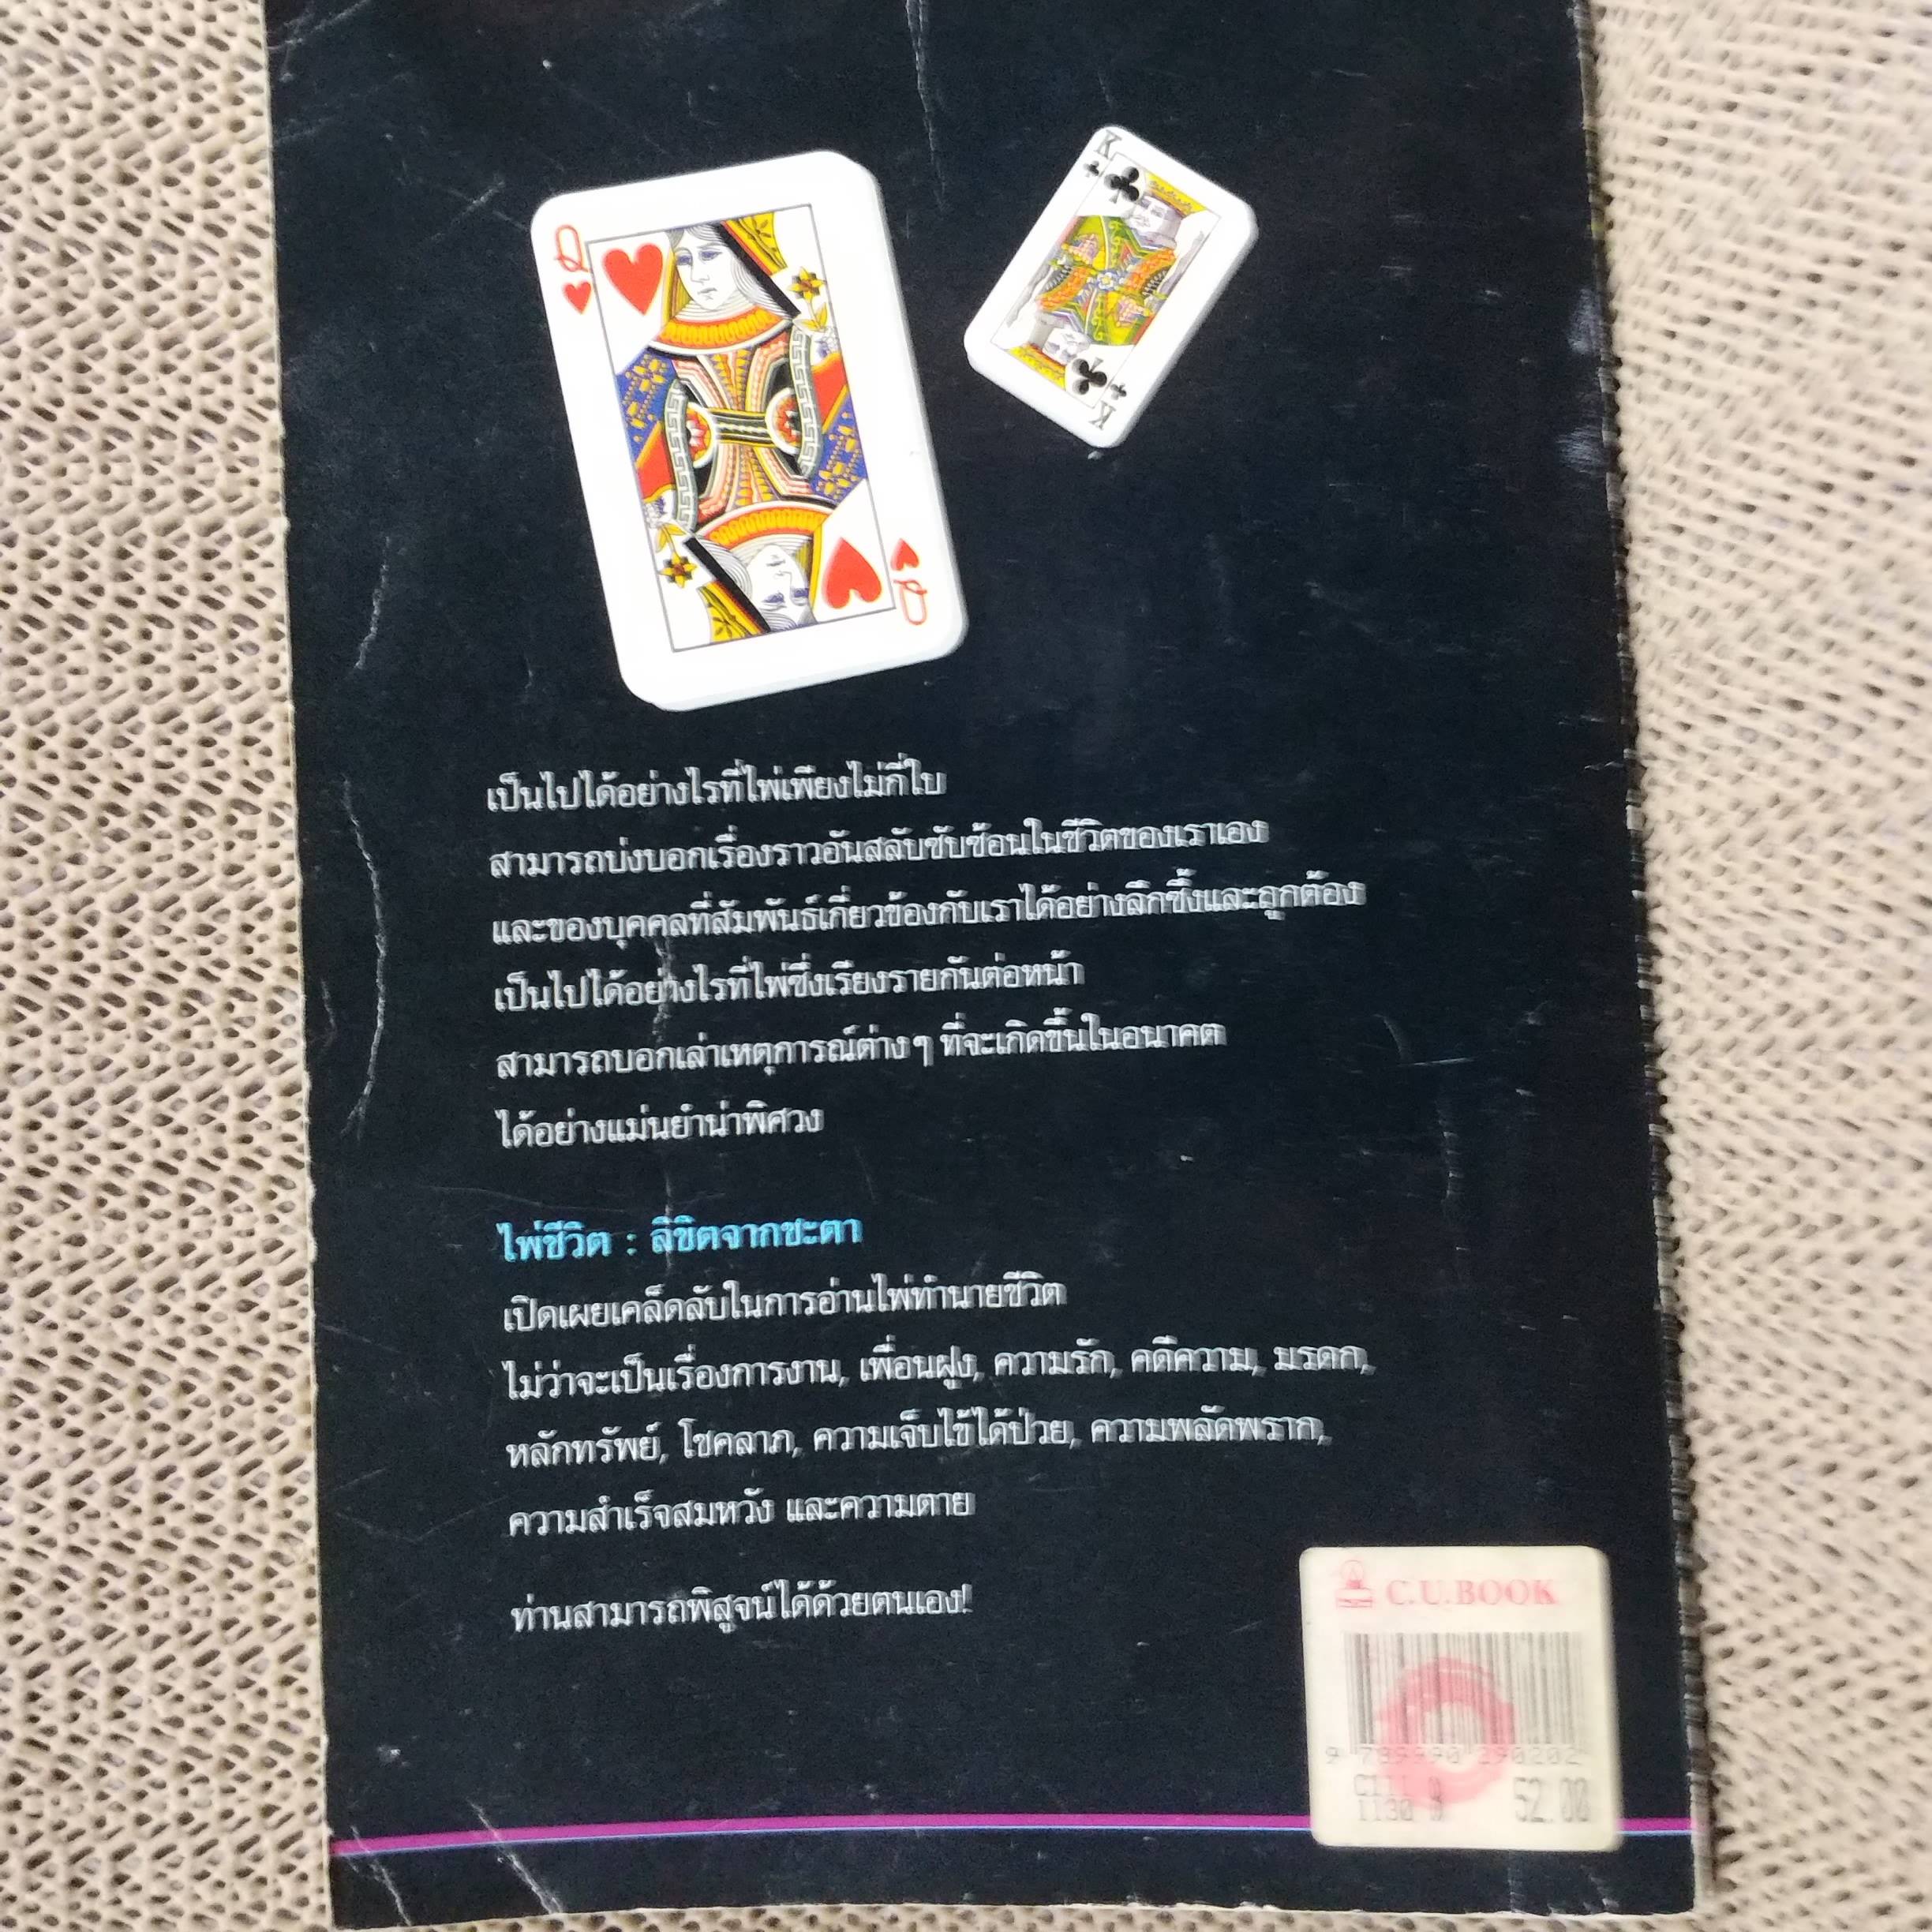 Q
K
K
Q
เป็นไปได้อย่างไรที่ไพ่เพียงไม่กี่ใบ
สามารถบ่งบอกเรื่องราวอันสลับซับซ้อนในชีวิตของเราเอง
และของบุคคลที่สัมพันธ์เกี่ยวข้องกับเราได้อย่างลึกซึ้งและถูกต้อง
เป็นไปได้อย่างไรที่ไพ่ซึ่งเรียงรายกันต่อหน้า
สามารถบอกเล่าเหตุการณ์ต่างๆ ที่จะเกิดขึ้นในอนาคต
ได้อย่างแม่นยำน่าพิศวง
ไพ่ชีวิต : ลิขิตจากชะตา
เปิดเผยเคล็ดลับในการอ่านไพ่ทำนายชีวิต
ไม่ว่าจะเป็นเรื่องการงาน, เพื่อนฝูง, ความรัก, คดีความ, มรดก,
หลักทรัพย์, โชคลาภ, ความเจ็บไข้ได้ป่วย, ความพลัดพราก,
ความสำเร็จสมหวัง และความตาย
ท่านสามารถพิสูจน์ได้ด้วยตนเอง!
C.U.BOOK
52.00